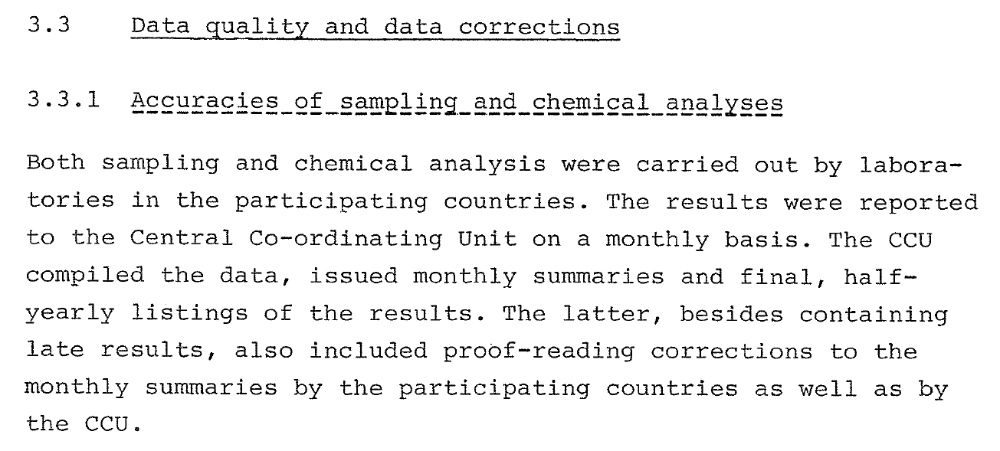 3.3 Data quality and data corrections
3.3.1 Accuracies of sampling and chemical analyses
Both sampling and chemical analysis were carried out by labora-
tories in the participating countries. The results were reported
to the Central Co-ordinating Unit on a monthly basis. The CCU
compiled the data, issued monthly summaries and final, half-
yearly listings of the results. The latter, besides containing
late results, also included proof-reading corrections to the
monthly summaries by the participating countries as well as by
the CCU.